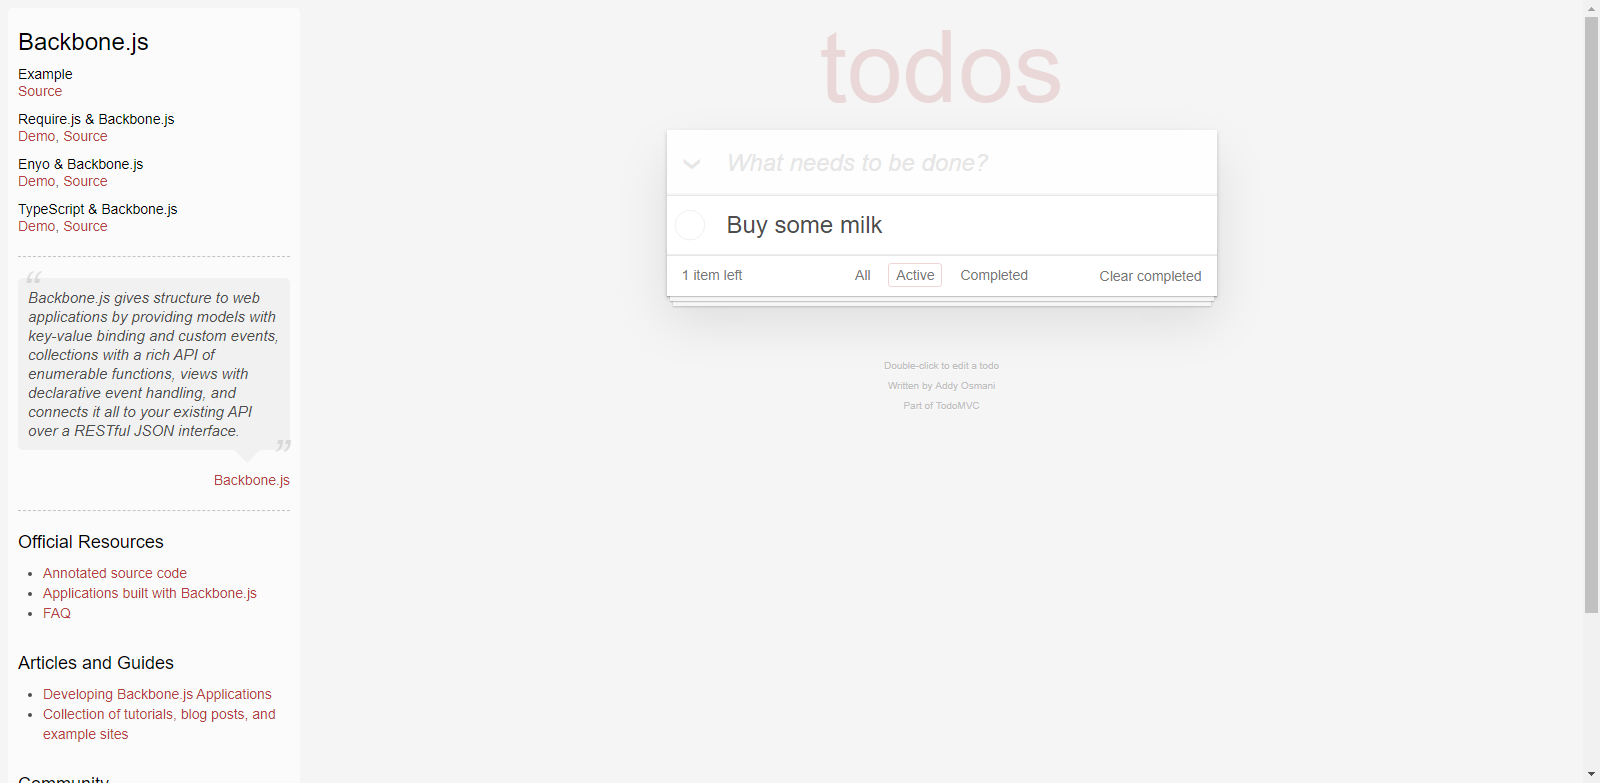 Backbone.js
Example
Source
Require.js & Backbone.js
Demo, Source
Enyo & Backbone.js
Demo, Source
TypeScript & Backbone.js
Demo, Source
“
Backbone.js gives structure to web
applications by providing models with
key-value binding and custom events,
collections with a rich API of
enumerable functions, views with
declarative event handling, and
connects it all to your existing API
over a RESTful JSON interface.
”
Backbone.js
Official Resources
• Annotated source code
• Applications built with Backbone.js
• FAQ
Articles and Guides
• Developing Backbone.js Applications
• Collection of tutorials, blog posts, and
example sites
Community
todos
What needs to be done?
Buy some milk
1 item left
All
Active
Completed
Clear completed
Double-click to edit a todo
Written by Addy Osmani
Part of TodoMVC